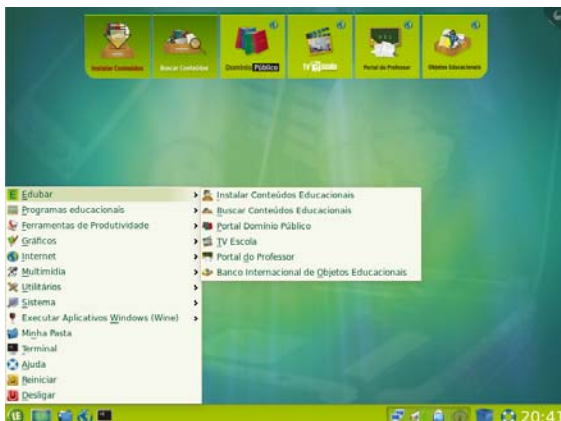 Instalar Conteúdos
Buscar Conteúdos
Domínio Público
TV Escola
Portal do Professor
Objetos Educacionais
Edubar
Programas educacionais
Ferramentas de Produtividade
Gráficos
Internet
Multimídia
Utilitários
Sistema
Executar Aplicativos Windows (Wine)
Minha Pasta
Terminal
Ajuda
Reiniciar
Desligar
Instalar Conteúdos Educacionais
Buscar Conteúdos Educacionais
Portal Domínio Público
TV Escola
Portal do Professor
Banco Internacional de Objetos Educacionais
LE
20:41